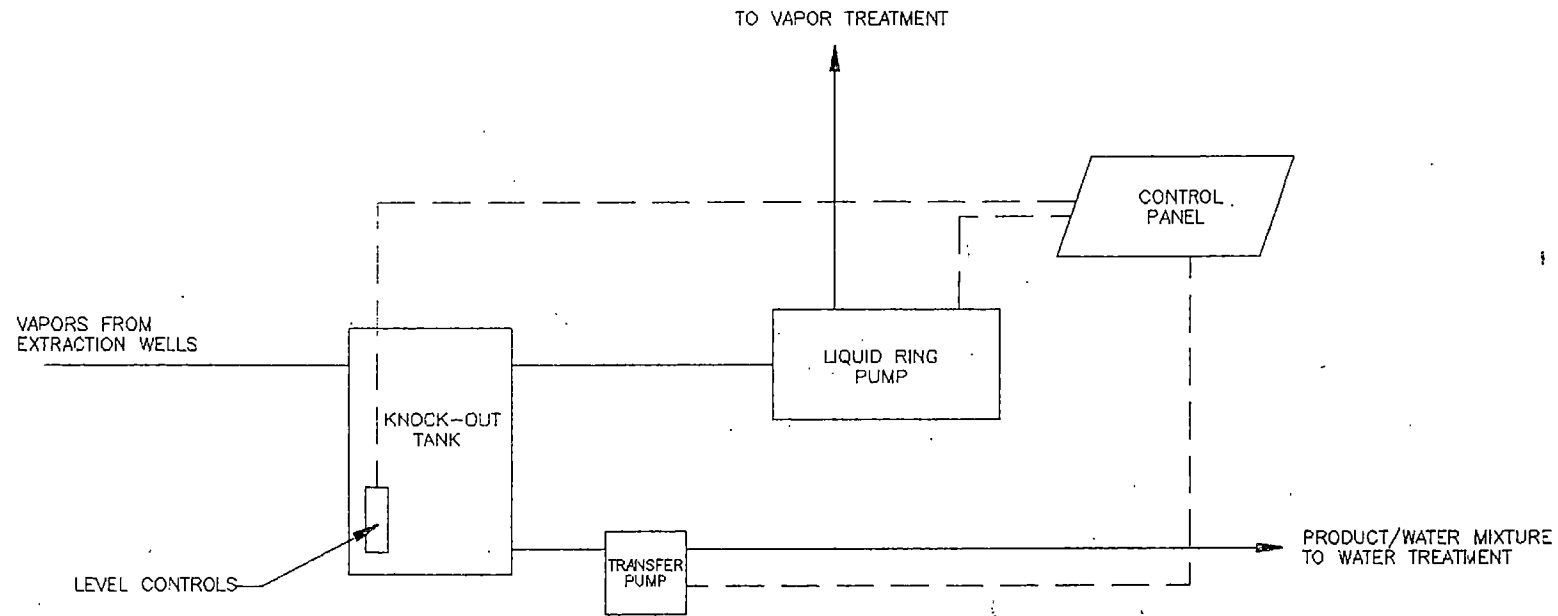 TO VAPOR TREATMENT
CONTROL
PANEL
VAPORS FROM
EXTRACTION WELLS
LIQUID RING
PUMP
KNOCK-OUT
TANK
PRODUCT/WATER MIXTURE
TO WATER TREATMENT
TRANSFER
PUMP
LEVEL CONTROLS